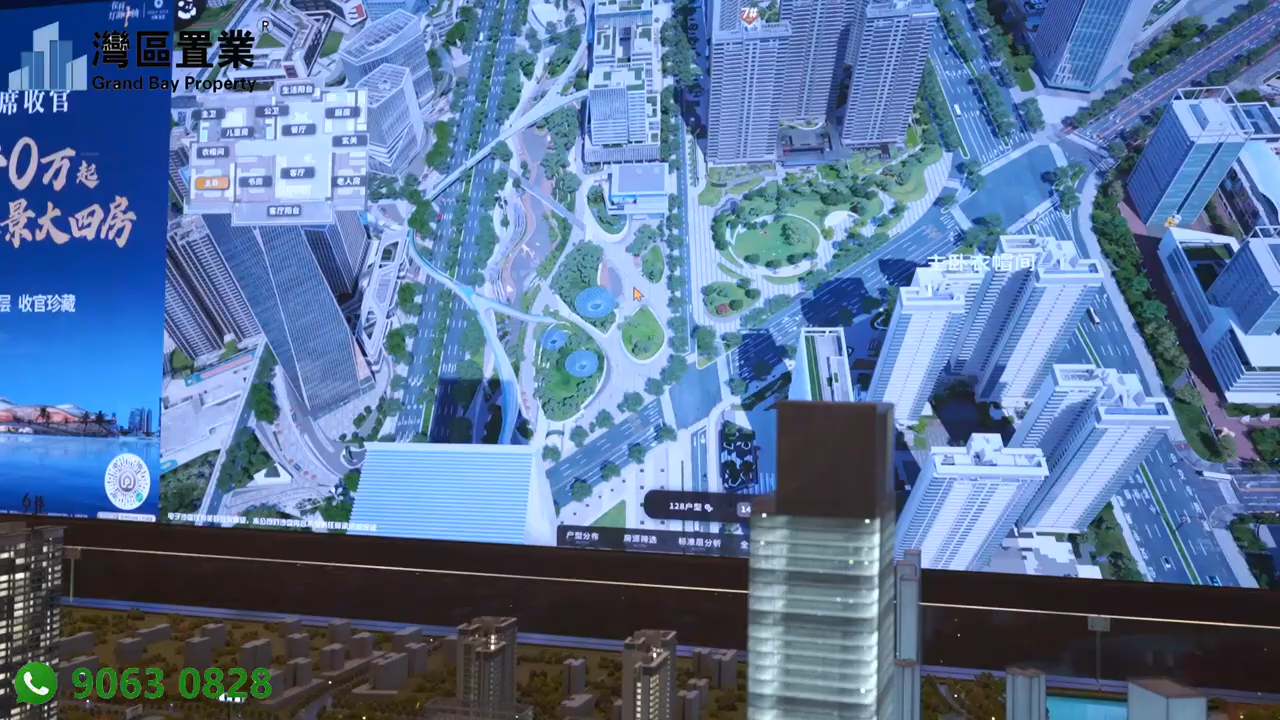 灣區置業
Grand Bay Property
席收官
0万起
景大四房
层 收官珍藏
生活阳台
主卫
公卫
厨房
儿童房
餐厅
玄关
衣帽间
客厅
主卧
书房
老人房
客厅阳台
7#
P
主卧衣帽间
128户型
14
户型分布
房源筛选
标准层分析
9063 0828